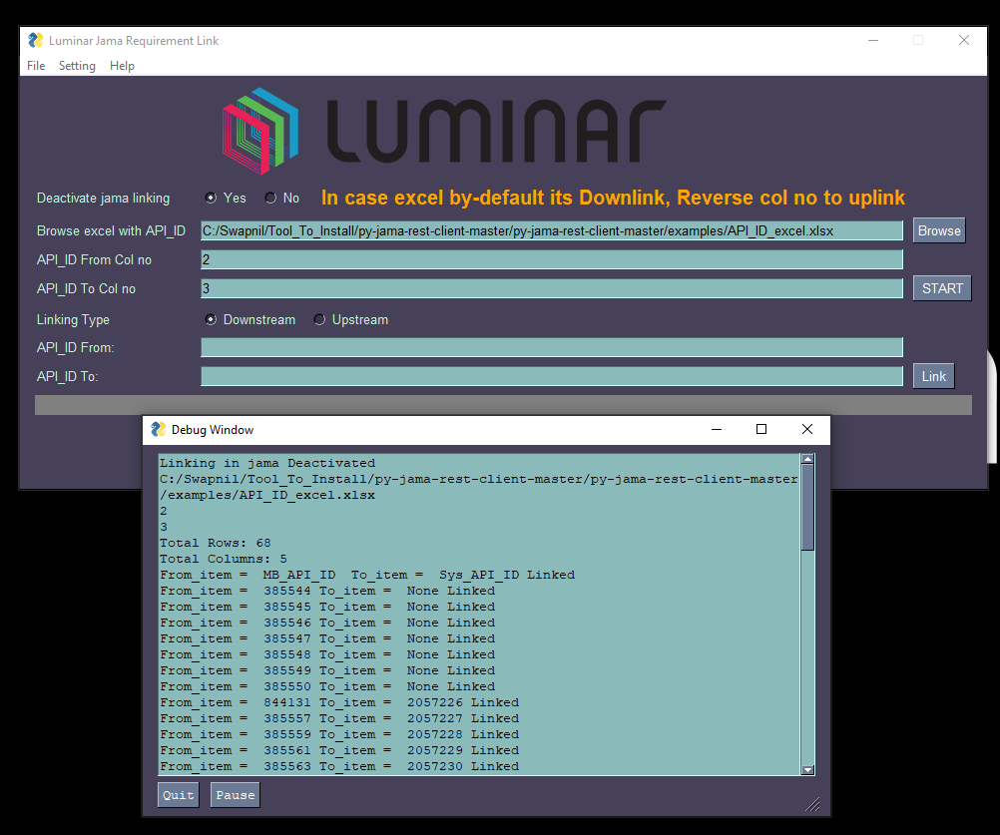 Luminar Jama Requirement Link
File Setting Help
LUMINAR
Deactivate jama linking Yes No In case excel by-default its Downlink, Reverse col no to uplink
Browse excel with API_ID C:/Swapnil/Tool_To_Install/py-jama-rest-client-master/py-jama-rest-client-master/examples/API_ID_excel.xlsx Browse
API_ID From Col no 2
API_ID To Col no 3 START
Linking Type Downstream Upstream
API_ID From:
API_ID To: Link
Debug Window
Linking in jama Deactivated
C:/Swapnil/Tool_To_Install/py-jama-rest-client-master/py-jama-rest-client-master
/examples/API_ID_excel.xlsx
2
3
Total Rows: 68
Total Columns: 5
From_item =  MB_API_ID  To_item =  Sys_API_ID Linked
From_item =  385544 To_item =  None Linked
From_item =  385545 To_item =  None Linked
From_item =  385546 To_item =  None Linked
From_item =  385547 To_item =  None Linked
From_item =  385548 To_item =  None Linked
From_item =  385549 To_item =  None Linked
From_item =  385550 To_item =  None Linked
From_item =  844131 To_item =  2057226 Linked
From_item =  385557 To_item =  2057227 Linked
From_item =  385559 To_item =  2057228 Linked
From_item =  385561 To_item =  2057229 Linked
From_item =  385563 To_item =  2057230 Linked
Quit Pause